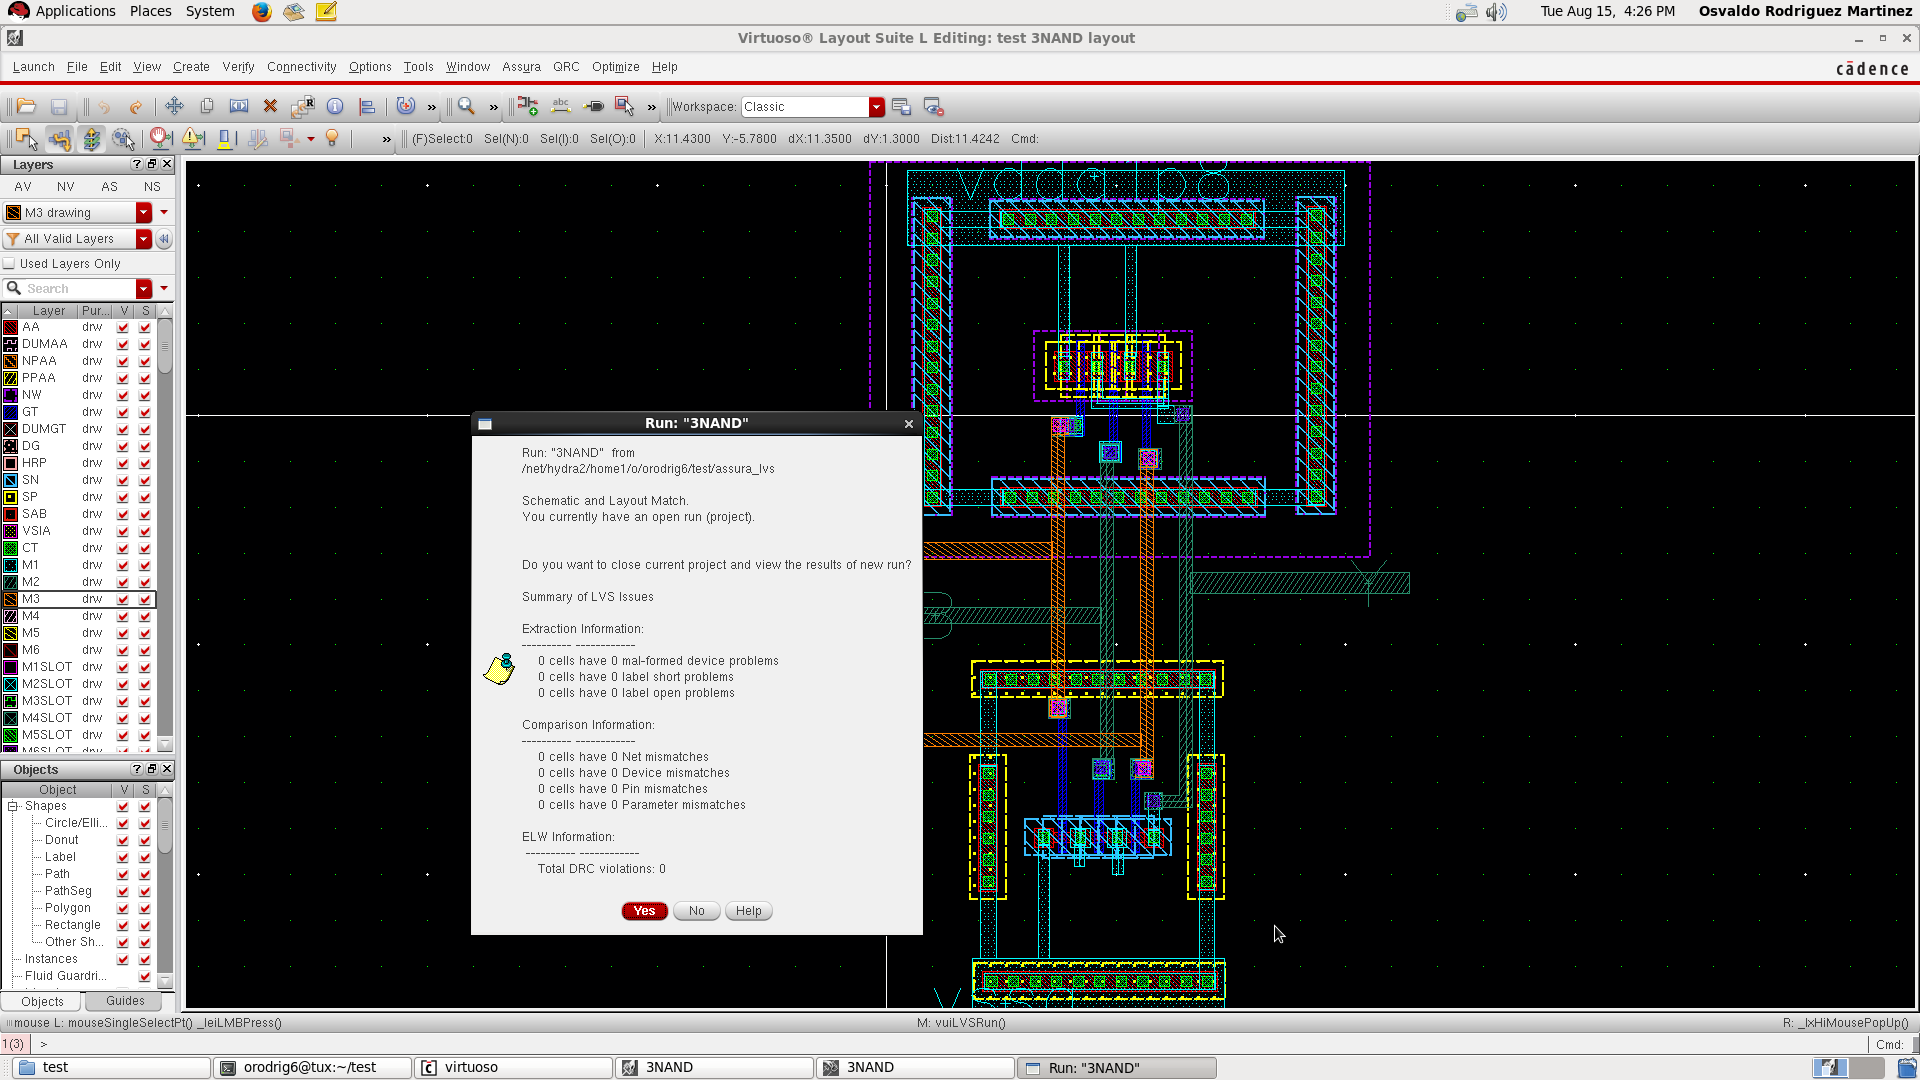 Applications Places System
Tue Aug 15, 4:26 PM Osvaldo Rodriguez Martinez
Virtuoso® Layout Suite L Editing: test 3NAND layout
Launch File Edit View Create Verify Connectivity Options Tools Window Assura QRC Optimize Help
cādence
» » abc » Workspace: Classic
» (F)Select:0 Sel(N):0 Sel(I):0 Sel(O):0 X:11.4300 Y:-5.7800 dX:11.3500 dY:1.3000 Dist:11.4242 Cmd:
Layers
AV NV AS NS
M3 drawing
All Valid Layers
Used Layers Only
Search
Layer Pur... V S
AA drw
DUMAA drw
NPAA drw
PPAA drw
NW drw
GT drw
DUMGT drw
DG drw
HRP drw
SN drw
SP drw
SAB drw
VSIA drw
CT drw
M1 drw
M2 drw
M3 drw
M4 drw
M5 drw
M6 drw
M1SLOT drw
M2SLOT drw
M3SLOT drw
M4SLOT drw
M5SLOT drw
M6SLOT drw
Objects
Object V S
Shapes
Circle/Elli...
Donut
Label
Path
PathSeg
Polygon
Rectangle
Other Sh...
Instances
Fluid Guardri...
Objects Guides
Run: "3NAND"
Run: "3NAND" from
/net/hydra2/home1/o/orodrig6/test/assura_lvs
Schematic and Layout Match.
You currently have an open run (project).
Do you want to close current project and view the results of new run?
Summary of LVS Issues
Extraction Information:
---------- ------------
0 cells have 0 mal-formed device problems
0 cells have 0 label short problems
0 cells have 0 label open problems
Comparison Information:
---------- ------------
0 cells have 0 Net mismatches
0 cells have 0 Device mismatches
0 cells have 0 Pin mismatches
0 cells have 0 Parameter mismatches
ELW Information:
---------- ------------
Total DRC violations: 0
Yes No Help
B
Y
mouse L: mouseSingleSelectPt() _leiLMBPress() M: vuiLVSRun() R: _lxHiMousePopUp()
1(3) > Cmd:
test orodrig6@tux:~/test virtuoso 3NAND 3NAND Run: "3NAND"